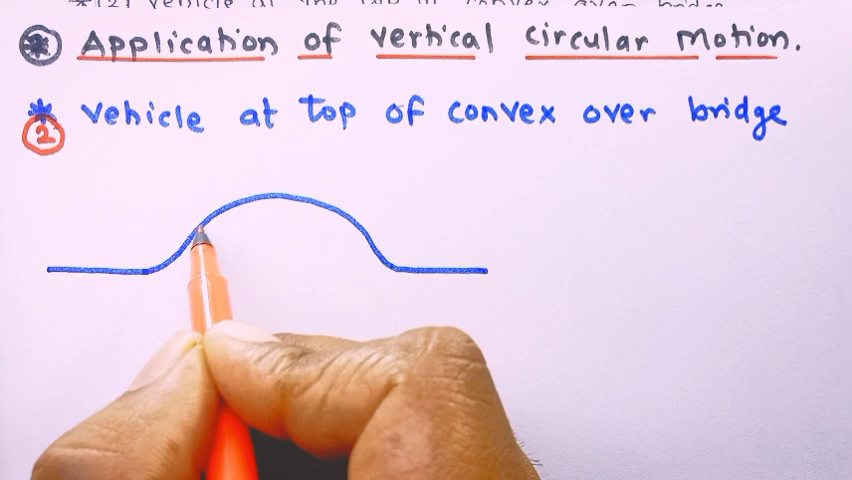 * Application of vertical circular motion.
* vehicle at top of convex over bridge
2